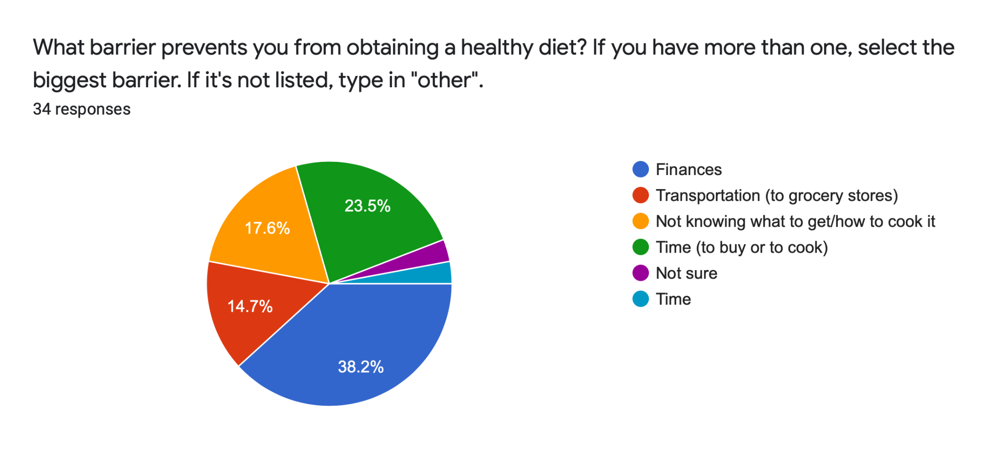 What barrier prevents you from obtaining a healthy diet? If you have more than one, select the
biggest barrier. If it's not listed, type in "other".
34 responses
23.5%
17.6%
14.7%
38.2%
Finances
Transportation (to grocery stores)
Not knowing what to get/how to cook it
Time (to buy or to cook)
Not sure
Time